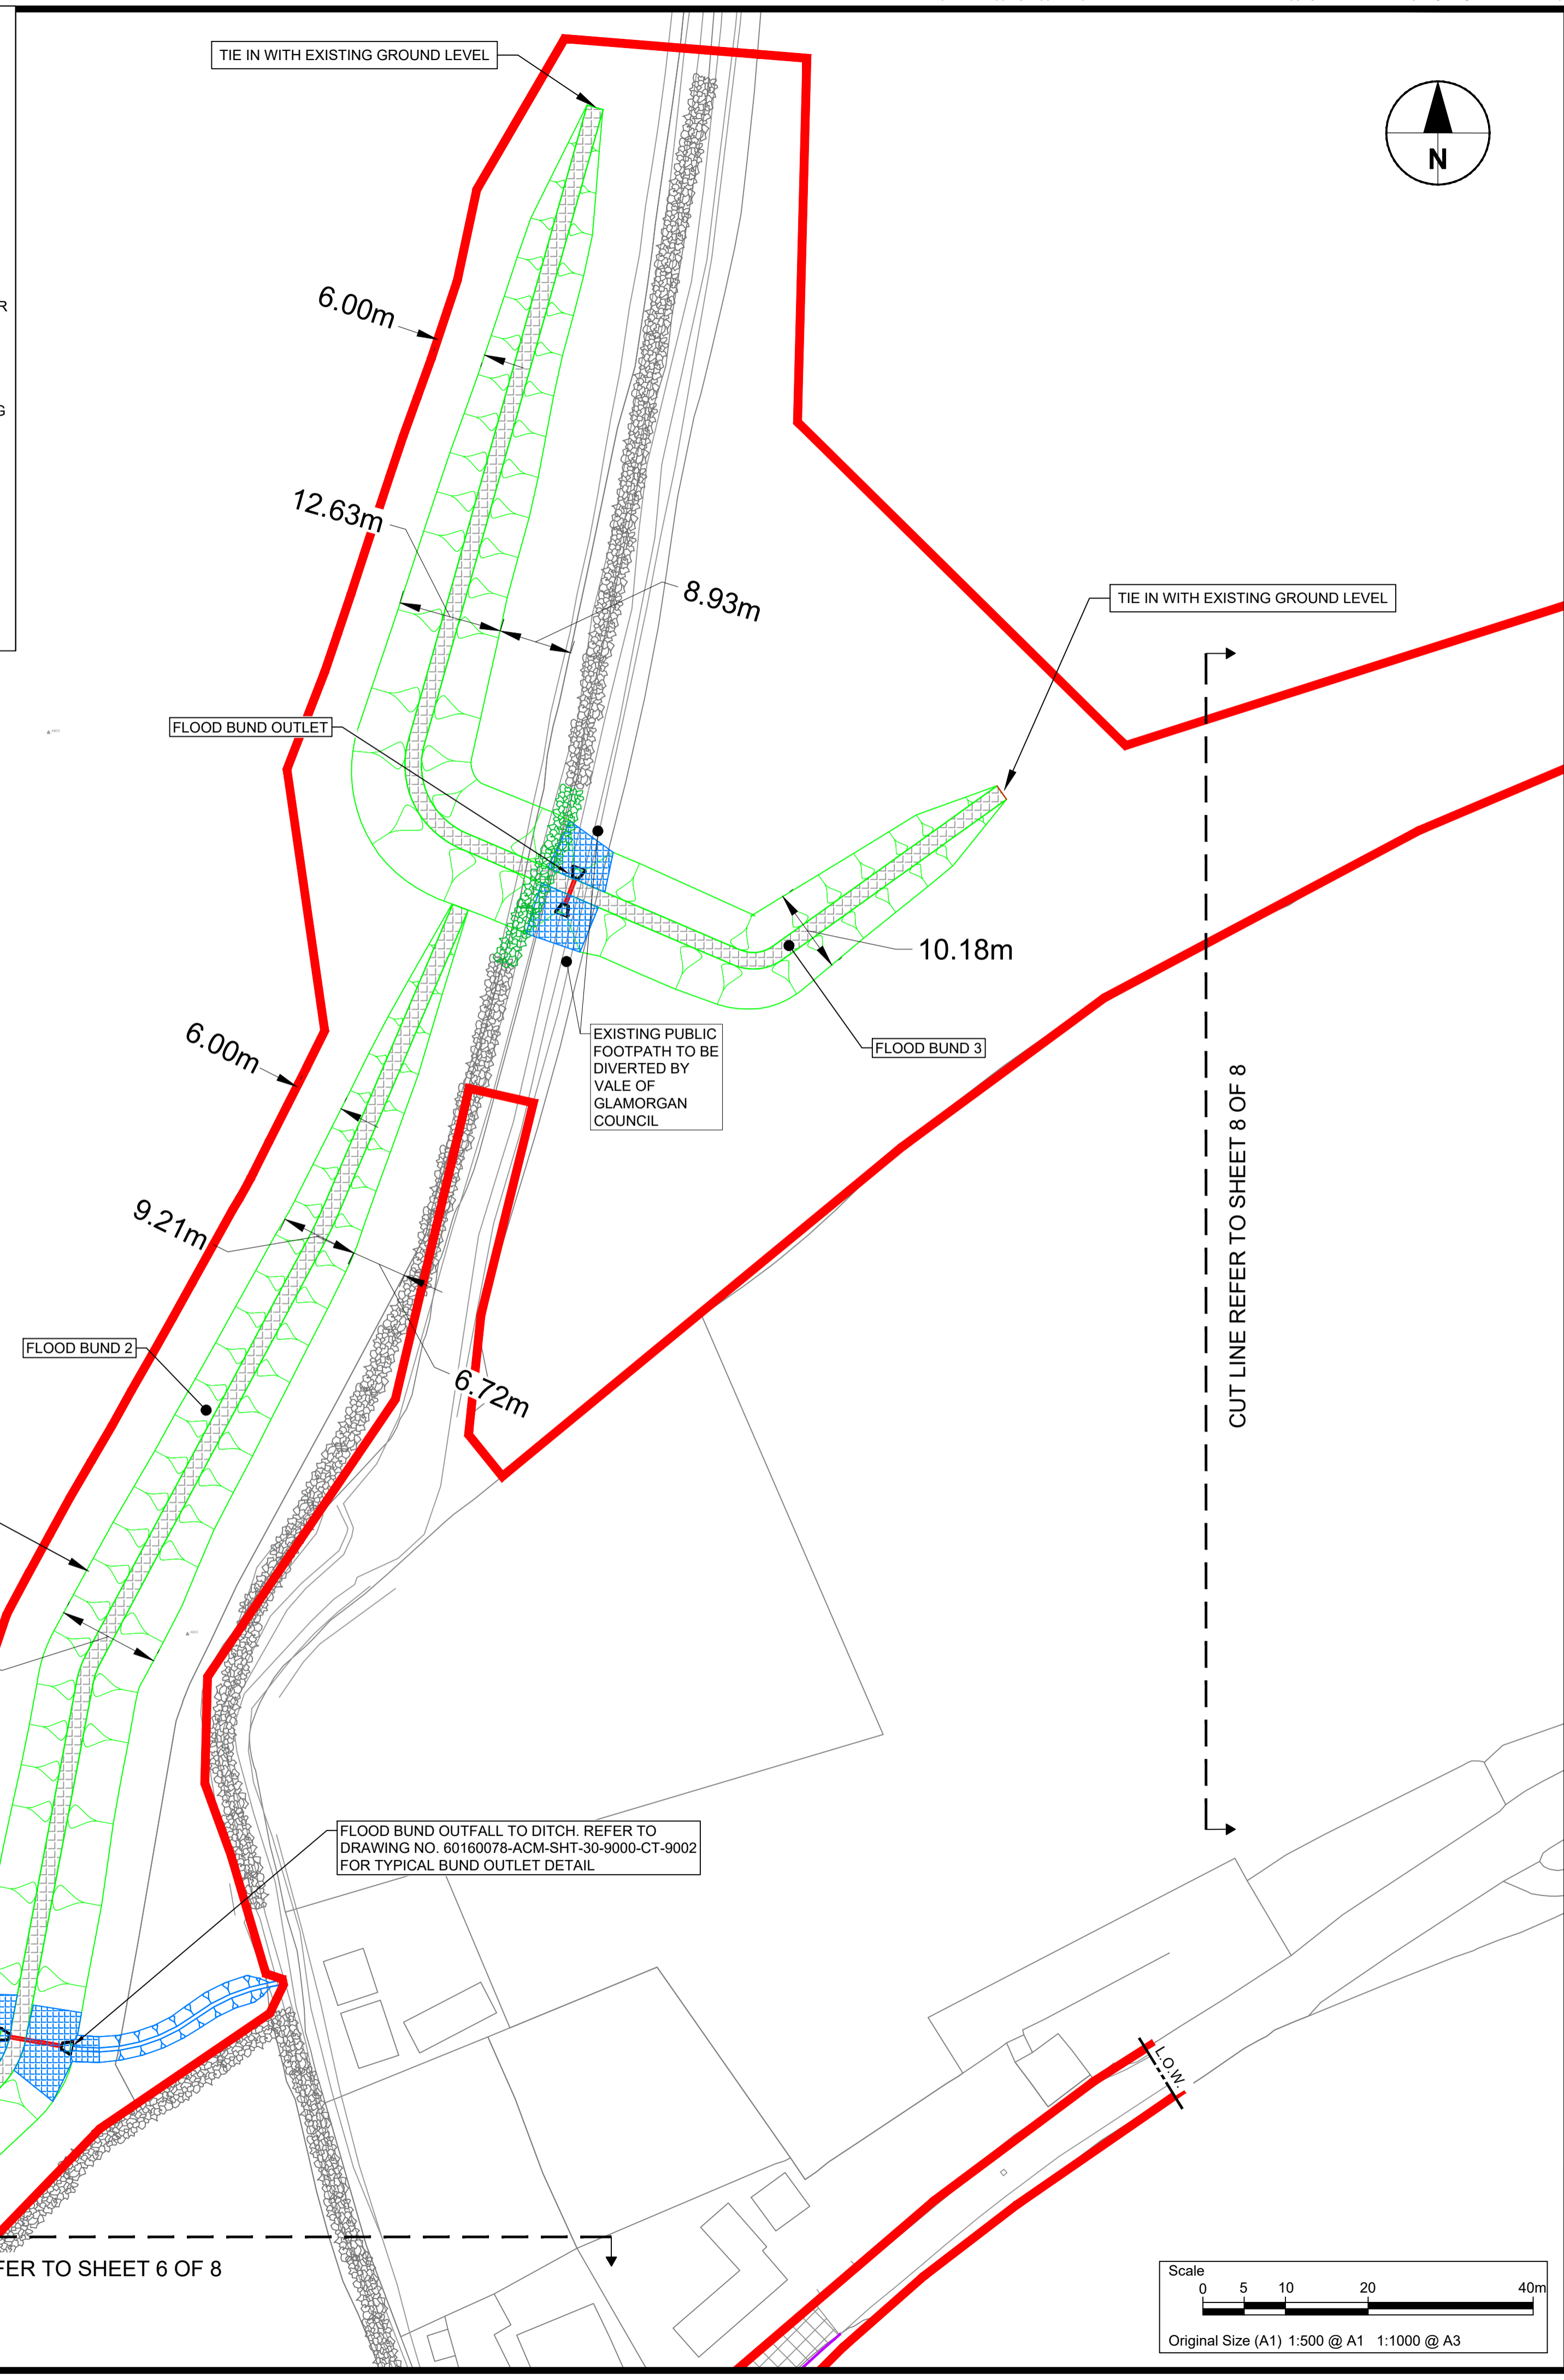 TIE IN WITH EXISTING GROUND LEVEL
N
R
6.00m
G
12.63m
8.93m
TIE IN WITH EXISTING GROUND LEVEL
FLOOD BUND OUTLET
10.18m
6.00m
EXISTING PUBLIC
FOOTPATH TO BE
DIVERTED BY
VALE OF
GLAMORGAN
COUNCIL
FLOOD BUND 3
CUT LINE REFER TO SHEET 8 OF 8
9.21m
FLOOD BUND 2
6.72m
FLOOD BUND OUTFALL TO DITCH. REFER TO
DRAWING NO. 60160078-ACM-SHT-30-9000-CT-9002
FOR TYPICAL BUND OUTLET DETAIL
L.O.W.
FER TO SHEET 6 OF 8
Scale
0 5 10 20 40m
Original Size (A1) 1:500 @ A1 1:1000 @ A3